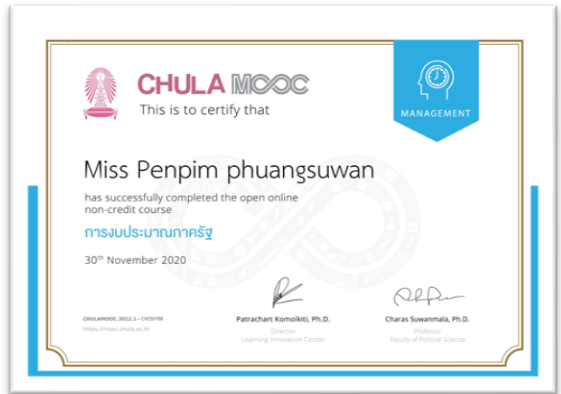 CHULA MOOC
This is to certify that
MANAGEMENT
Miss Penpim phuangsuwan
has successfully completed the open online
non-credit course
การงบประมาณภาครัฐ
30th November 2020
Patrachart Komolkiti, Ph.D.
Director
Learning Innovation Center
Charas Suwanmala, Ph.D.
Professor
Faculty of Political Science
https://mooc.chula.ac.th